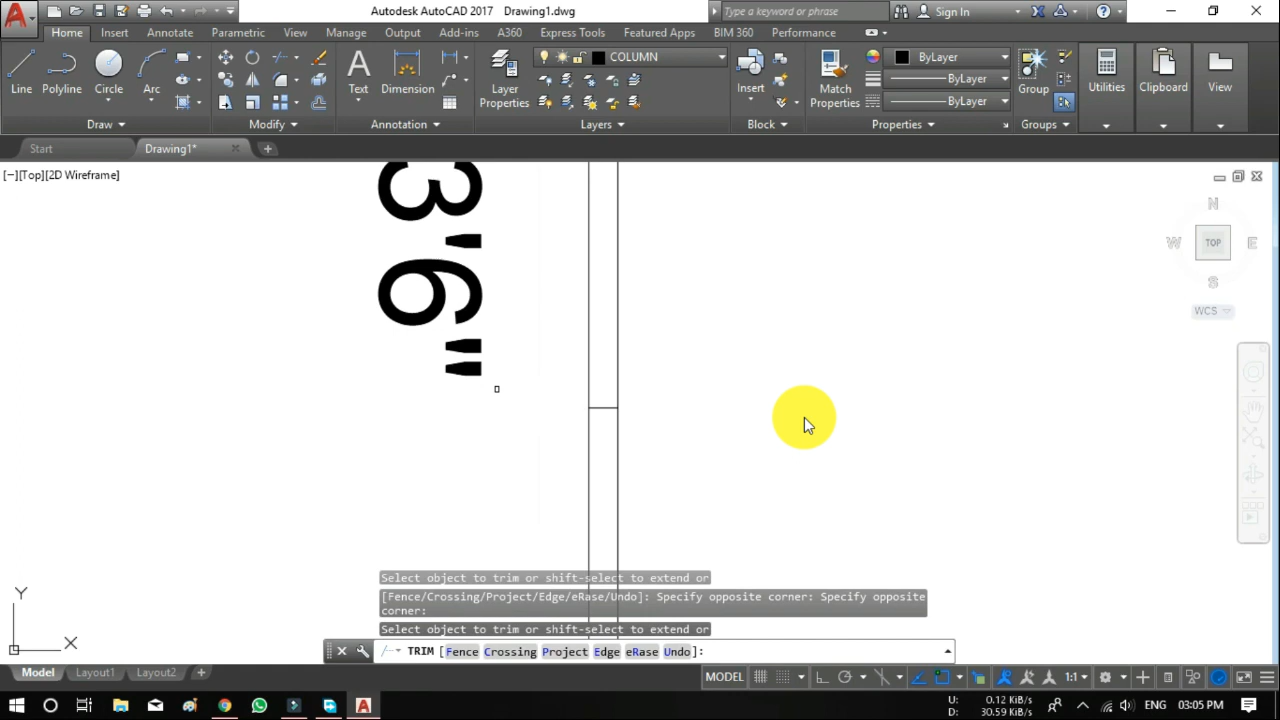 Autodesk AutoCAD 2017 Drawing1.dwg
Type a keyword or phrase
Sign In
Home Insert Annotate Parametric View Manage Output Add-ins A360 Express Tools Featured Apps BIM 360 Performance
Line Polyline Circle Arc
Text Dimension
Layer Properties
COLUMN
Insert
Match Properties
ByLayer
ByLayer
ByLayer
Group
Utilities
Clipboard
View
Draw Modify Annotation Layers Block Properties Groups
Start Drawing1*
[−][Top][2D Wireframe]
N
W TOP E
S
WCS
3'6"
Select object to trim or shift-select to extend or
[Fence/Crossing/Project/Edge/eRase/Undo]: Specify opposite corner: Specify opposite
corner:
Select object to trim or shift-select to extend or
TRIM [Fence Crossing Project Edge eRase Undo]:
Y
X
Model Layout1 Layout2
MODEL 1:1
U: 0.12 KiB/s
D: 30.59 KiB/s
ENG 03:05 PM